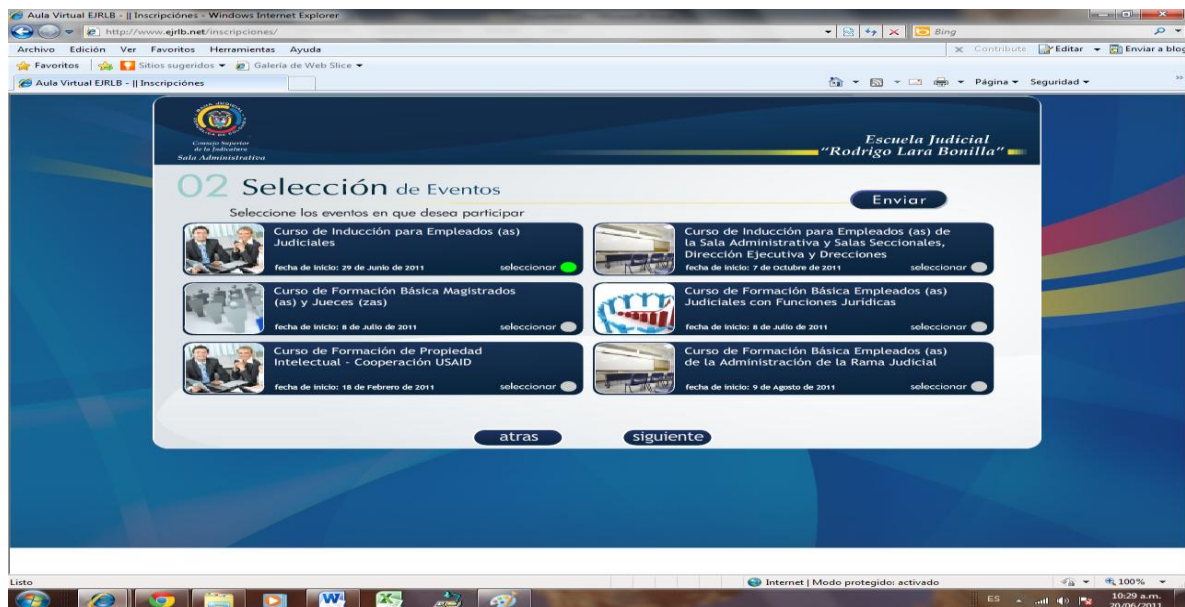 Aula Virtual EJRLB - || Inscripciónes - Windows Internet Explorer
http://www.ejrlb.net/inscripciones/
Bing
Archivo Edición Ver Favoritos Herramientas Ayuda
x Contribute Editar Enviar a blog
Favoritos Sitios sugeridos Galería de Web Slice
Aula Virtual EJRLB - || Inscripciónes
Página Seguridad
Consejo Superior
de la Judicatura
Sala Administrativa
Escuela Judicial
"Rodrigo Lara Bonilla"
02 Selección de Eventos
Enviar
Seleccione los eventos en que desea participar
Curso de Inducción para Empleados (as)
Judiciales
fecha de inicio: 29 de Junio de 2011 seleccionar
Curso de Inducción para Empleados (as) de
la Sala Administrativa y Salas Seccionales,
Dirección Ejecutiva y Drecciones
fecha de inicio: 7 de Octubre de 2011 seleccionar
Curso de Formación Básica Magistrados
(as) y Jueces (zas)
fecha de inicio: 8 de Julio de 2011 seleccionar
Curso de Formación Básica Empleados (as)
Judiciales con Funciones Jurídicas
fecha de inicio: 8 de Julio de 2011 seleccionar
Curso de Formación de Propiedad
Intelectual - Cooperación USAID
fecha de inicio: 18 de Febrero de 2011 seleccionar
Curso de Formación Básica Empleados (as)
de la Administración de la Rama Judicial
fecha de inicio: 9 de Agosto de 2011 seleccionar
atras siguiente
Listo
Internet | Modo protegido: activado
100%
ES
10:29 a.m.
20/06/2011